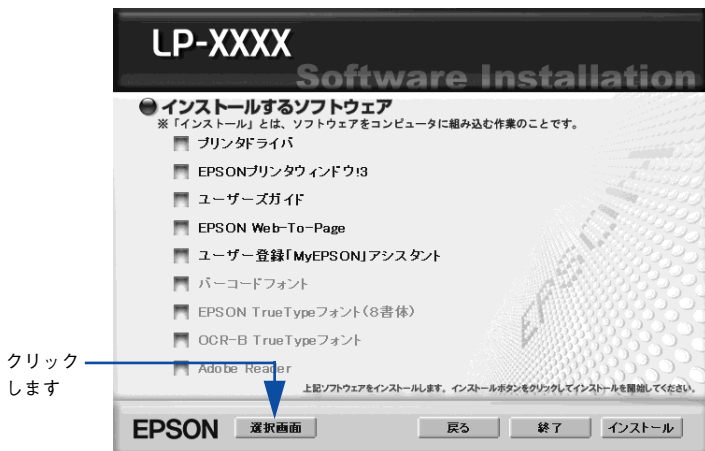 LP-XXXX
Software Installation
インストールするソフトウェア
※「インストール」とは、ソフトウェアをコンピュータに組み込む作業のことです。
プリンタドライバ
EPSONプリンタウィンドウ!3
ユーザーズガイド
EPSON Web-To-Page
ユーザー登録「MyEPSON」アシスタント
バーコードフォント
EPSON TrueTypeフォント(8書体)
OCR-B TrueTypeフォント
Adobe Reader
上記ソフトウェアをインストールします。インストールボタンをクリックしてインストールを開始してください。
クリック
します
EPSON 選択画面 戻る 終了 インストール
EPSON